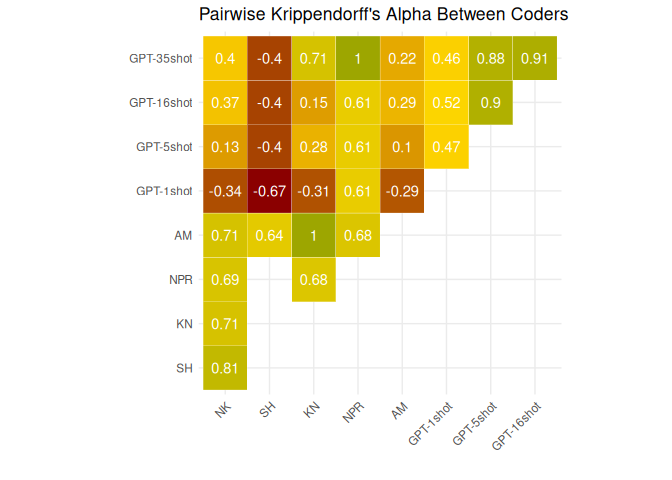 Pairwise Krippendorff's Alpha Between Coders
GPT-35shot 0.4 -0.4 0.71 1 0.22 0.46 0.88 0.91
GPT-16shot 0.37 -0.4 0.15 0.61 0.29 0.52 0.9
GPT-5shot 0.13 -0.4 0.28 0.61 0.1 0.47
GPT-1shot -0.34 -0.67 -0.31 0.61 -0.29
AM 0.71 0.64 1 0.68
NPR 0.69 0.68
KN 0.71
SH 0.81
NK SH KN NPR AM GPT-1shot GPT-5shot GPT-16shot